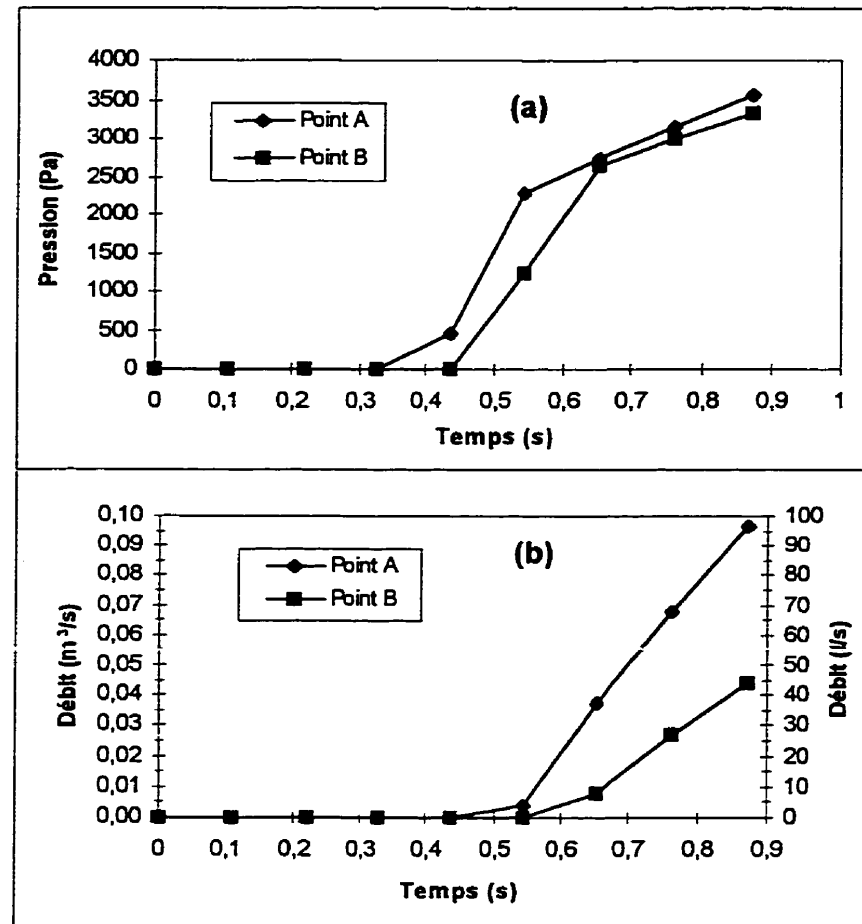 4000
3500
3000
2500
2000
1500
1000
500
0
Pression (Pa)
Point A
Point B
(a)
0 0,1 0,2 0,3 0,4 0,5 0,6 0,7 0,8 0,9 1
Temps (s)
0,10
0,09
0,08
0,07
0,06
0,05
0,04
0,03
0,02
0,01
0,00
Débit (m³/s)
Point A
Point B
(b)
100
90
80
70
60
50
40
30
20
10
0
Débit (l/s)
0 0,1 0,2 0,3 0,4 0,5 0,6 0,7 0,8 0,9
Temps (s)